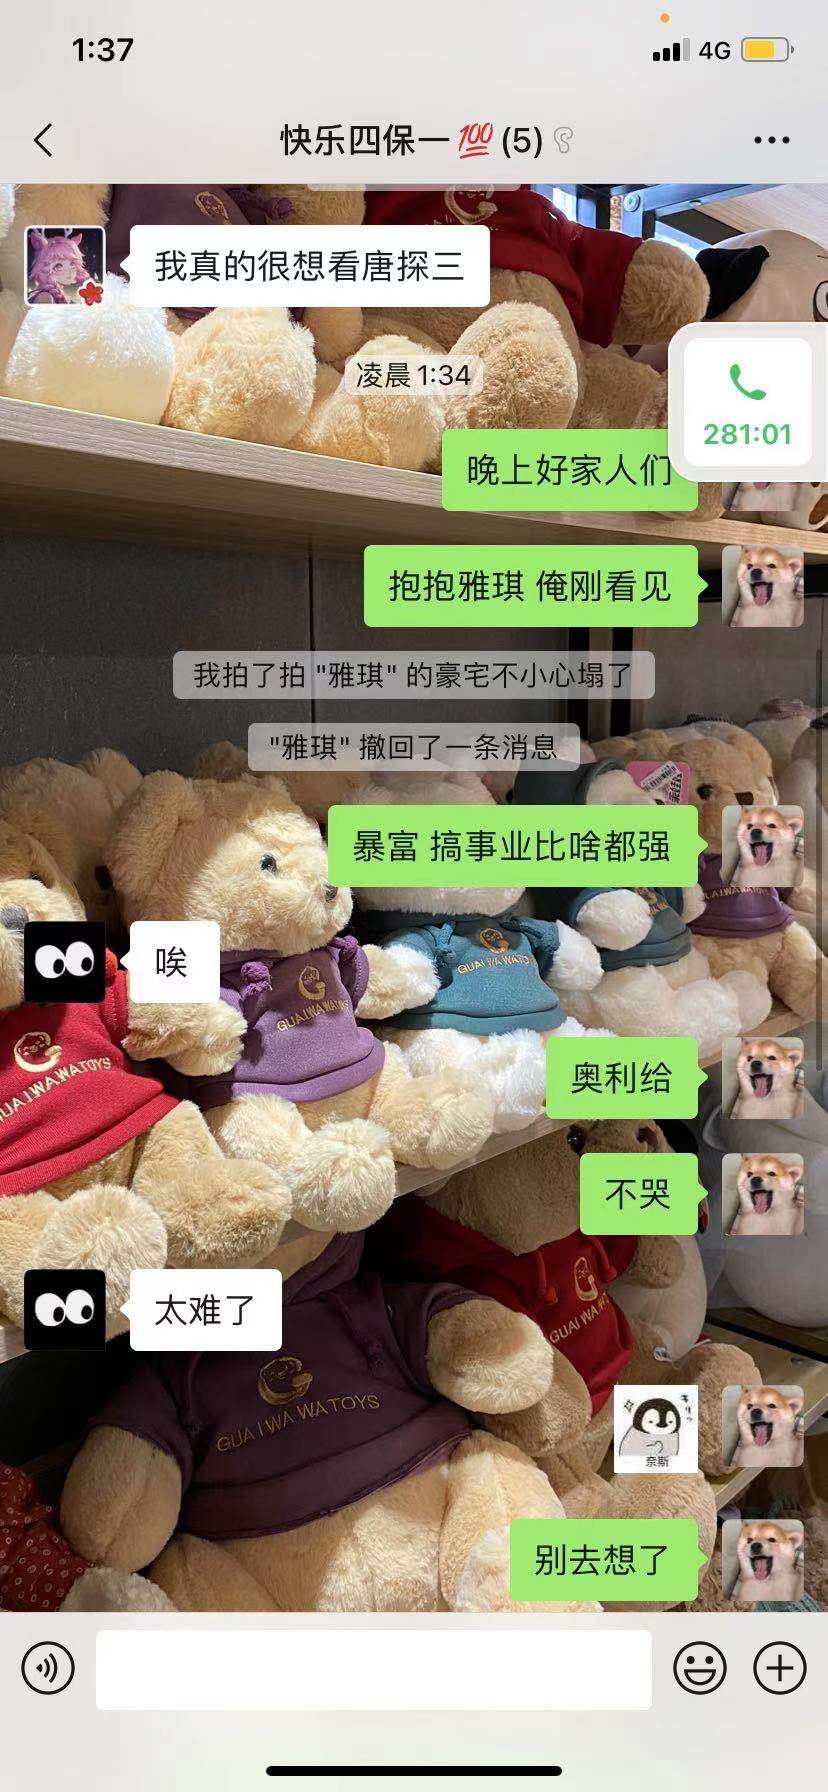 1:37
4G
快乐四保一💯(5)
我真的很想看唐探三
凌晨1:34
281:01
晚上好家人们
抱抱雅琪 俺刚看见
我拍了拍 "雅琪" 的豪宅不小心塌了
"雅琪" 撤回了一条消息
暴富 搞事业比啥都强
唉
GUAIWAWATOYS
GUAIWAWATO
奥利给
不哭
太难了
GUAIWAWATOYS
奈斯
别去想了